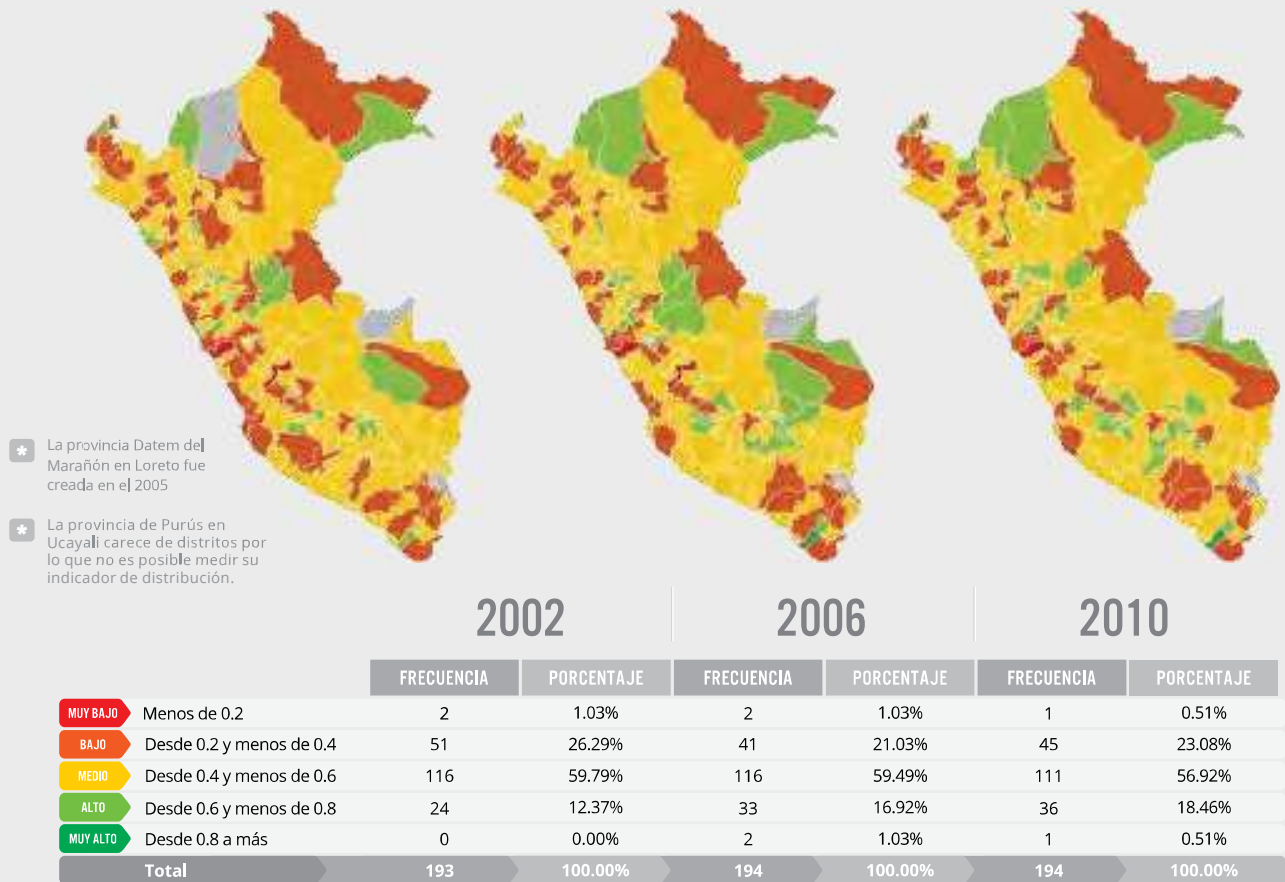 * La provincia Datem del
Marañón en Loreto fue
creada en el 2005
* La provincia de Purús en
Ucayali carece de distritos por
lo que no es posible medir su
indicador de distribución.
2002 2006 2010
FRECUENCIA PORCENTAJE FRECUENCIA PORCENTAJE FRECUENCIA PORCENTAJE
MUY BAJO Menos de 0.2 2 1.03% 2 1.03% 1 0.51%
BAJO Desde 0.2 y menos de 0.4 51 26.29% 41 21.03% 45 23.08%
MEDIO Desde 0.4 y menos de 0.6 116 59.79% 116 59.49% 111 56.92%
ALTO Desde 0.6 y menos de 0.8 24 12.37% 33 16.92% 36 18.46%
MUY ALTO Desde 0.8 a más 0 0.00% 2 1.03% 1 0.51%
Total 193 100.00% 194 100.00% 194 100.00%